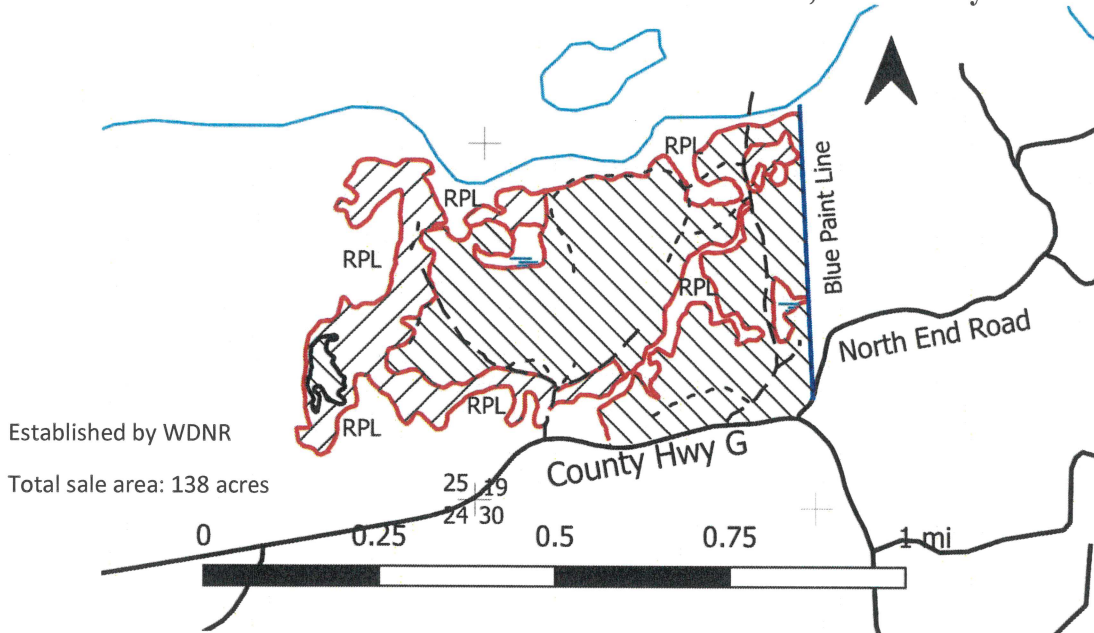 RPL
RPL
RPL
Blue Paint Line
RPL
North End Road
RPL
RPL
Established by WDNR
County Hwy G
Total sale area: 138 acres
25 19
24 30
0 0.25 0.5 0.75 1 mi